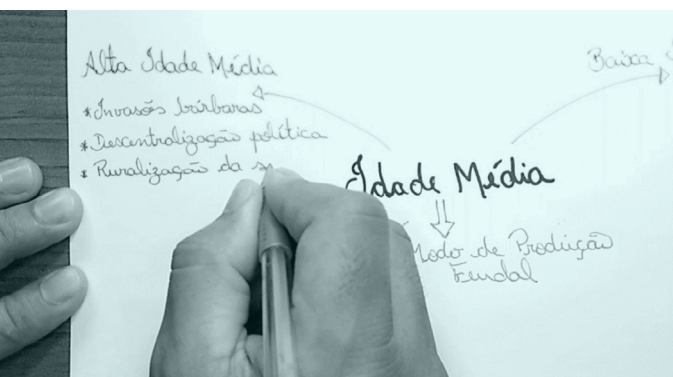 Alta Idade Média
* Invasões bárbaras
* Descentralização política
* Ruralização da
Baixa
Idade Média
Modo de Produção
Feudal